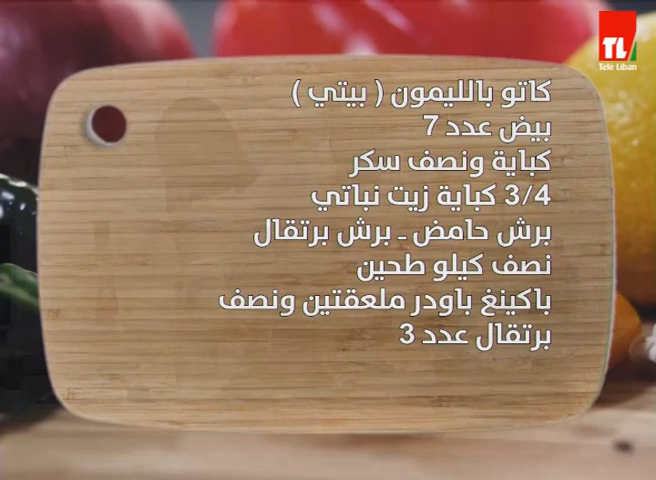 TL
Télé Liban
كاتو بالليمون ( بيتي )
بيض عدد 7
كباية ونصف سكر
3/4 كباية زيت نباتي
برش حامض - برش برتقال
نصف كيلو طحين
باكينغ باودر ملعقتين ونصف
برتقال عدد 3